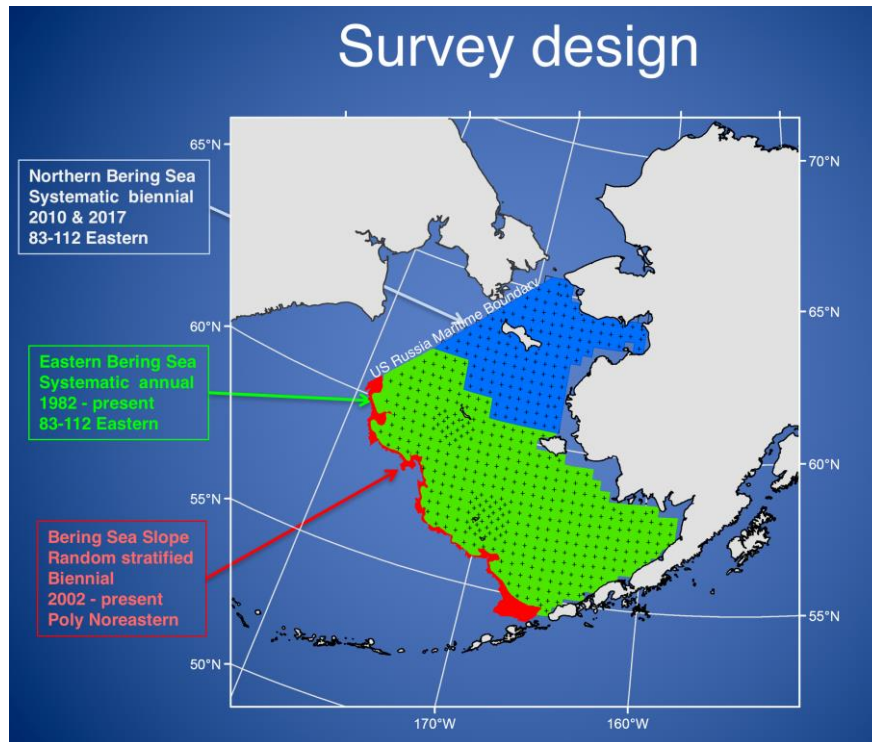 Survey design
Northern Bering Sea
Systematic biennial
2010 & 2017
83-112 Eastern
Eastern Bering Sea
Systematic annual
1982 - present
83-112 Eastern
Bering Sea Slope
Random stratified
Biennial
2002 - present
Poly Noreastern
US Russia Maritime Boundary
65°N
60°N
55°N
50°N
70°N
65°N
60°N
55°N
170°W
160°W